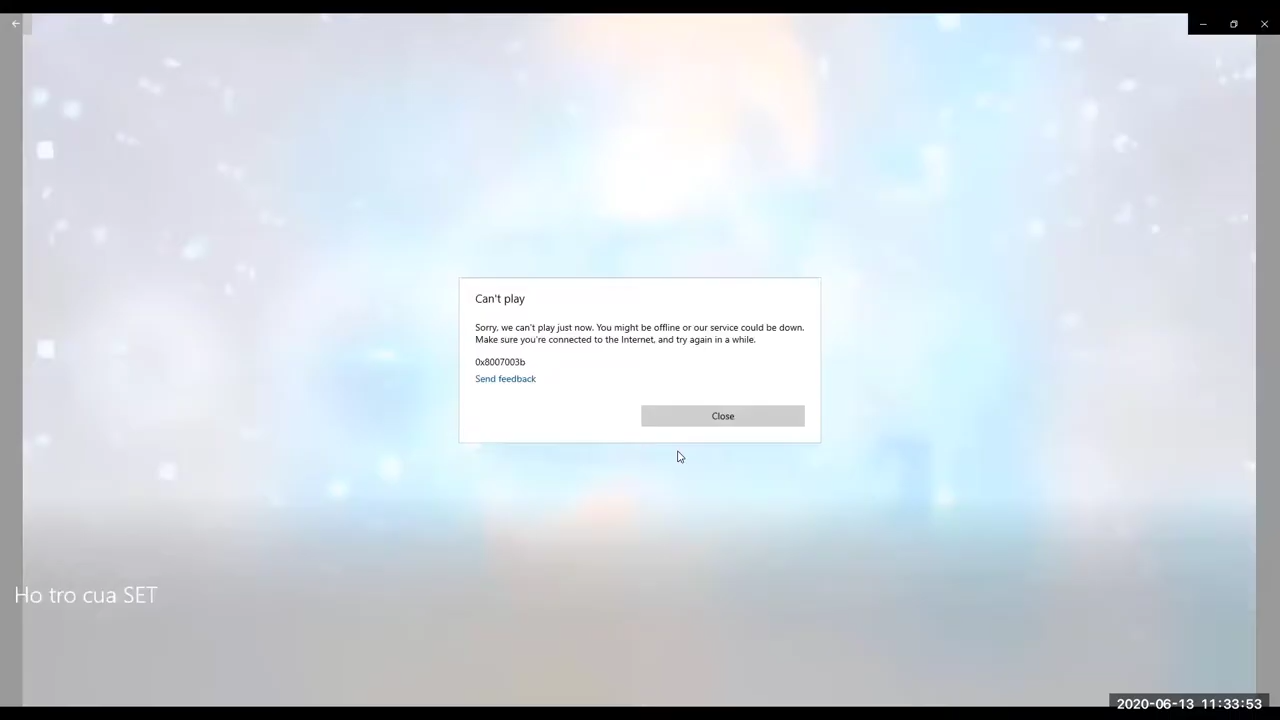 Can't play
Sorry, we can't play just now. You might be offline or our service could be down.
Make sure you're connected to the Internet, and try again in a while.
0x8007003b
Send feedback
Close
Ho tro cua SET
2020-06-13 11:33:53